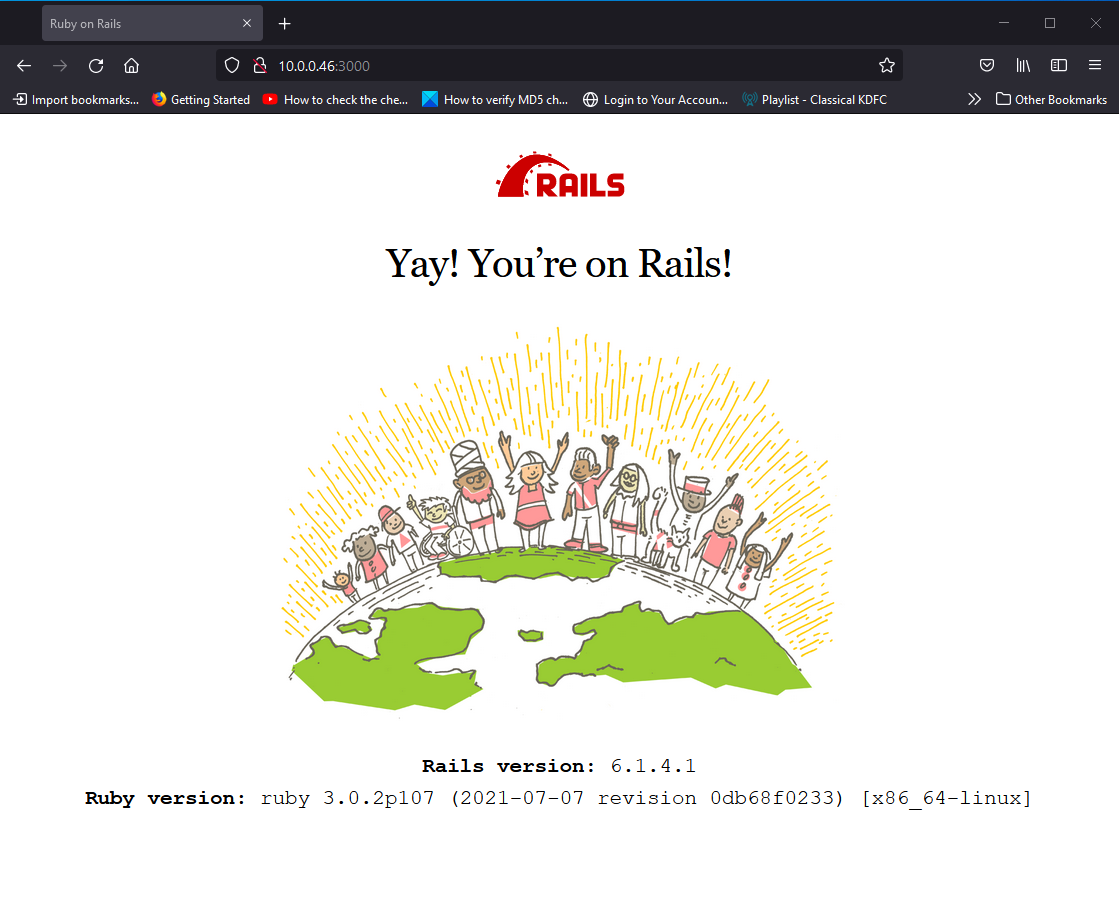 Ruby on Rails
10.0.0.46:3000
Import bookmarks... Getting Started How to check the che... How to verify MD5 ch... Login to Your Accoun... Playlist - Classical KDFC Other Bookmarks
RAILS
Yay! You’re on Rails!
Rails version: 6.1.4.1
Ruby version: ruby 3.0.2p107 (2021-07-07 revision 0db68f0233) [x86_64-linux]